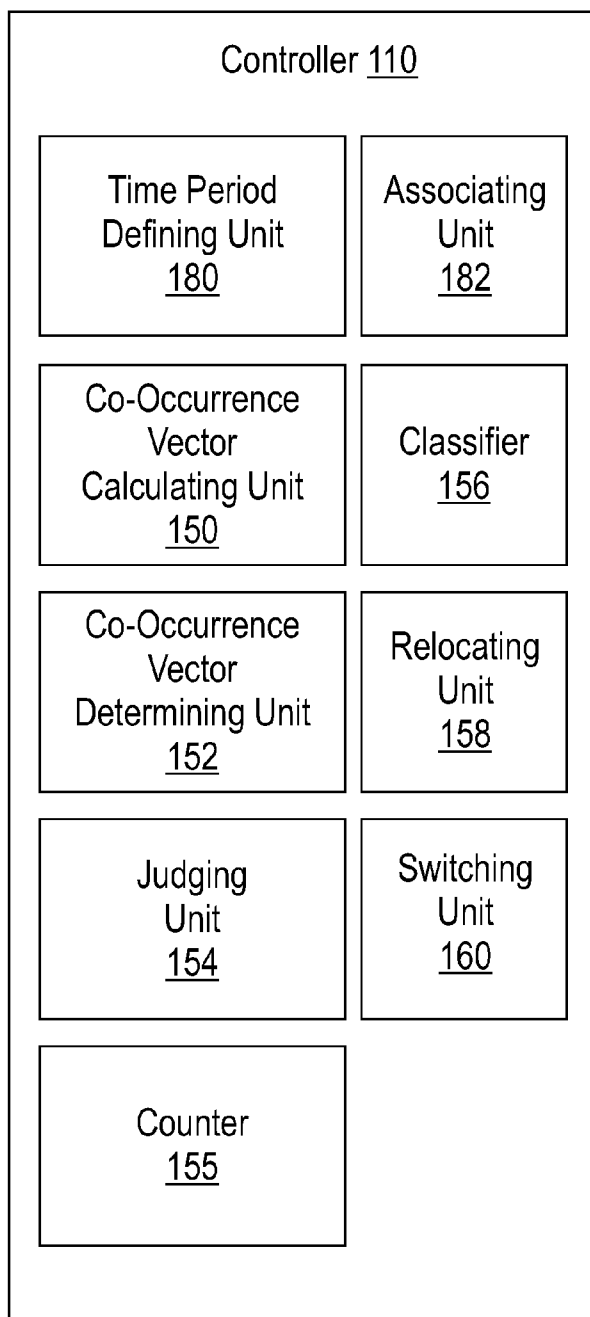 Controller 110
Time Period
Defining Unit
180
Associating
Unit
182
Co-Occurrence
Vector
Calculating Unit
150
Classifier
156
Co-Occurrence
Vector
Determining Unit
152
Relocating
Unit
158
Judging
Unit
154
Switching
Unit
160
Counter
155